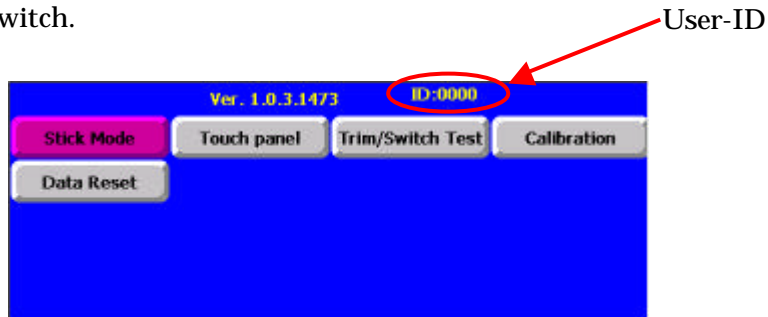 witch.
User-ID
Ver. 1.0.3.1473 ID:0000
Stick Mode Touch panel Trim/Switch Test Calibration
Data Reset